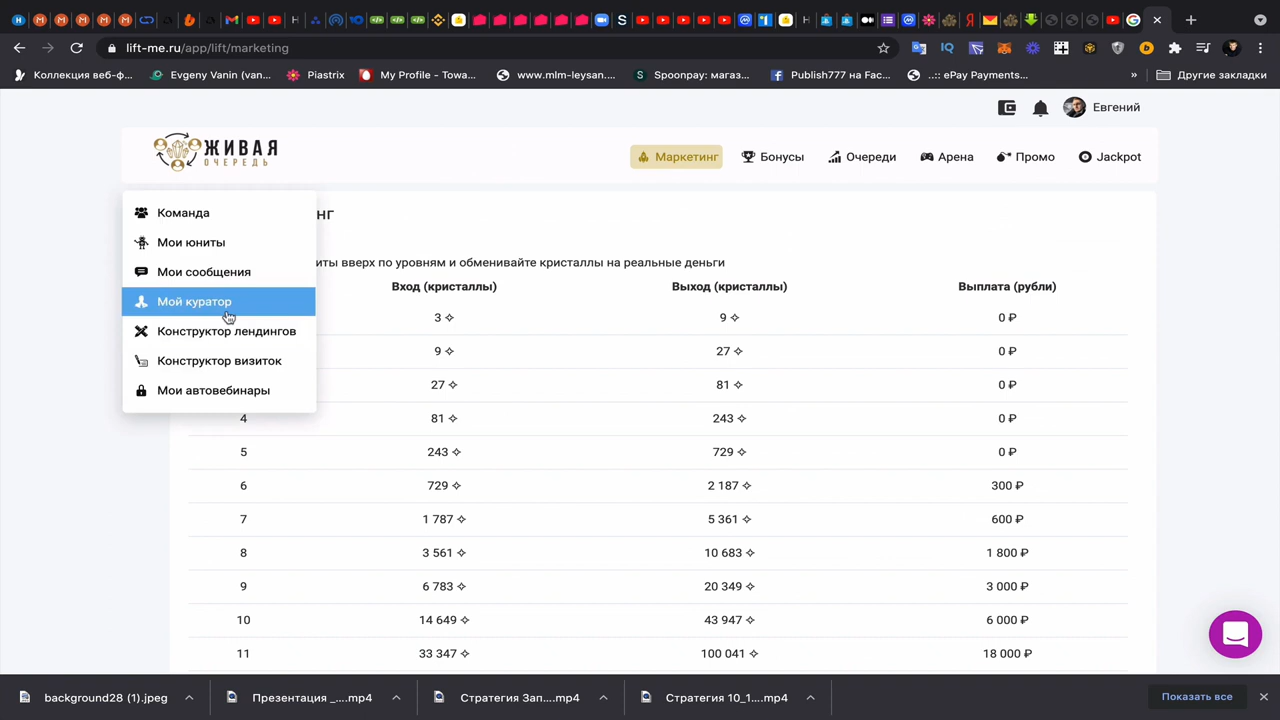 lift-me.ru/app/lift/marketing
Коллекция веб-ф...
Evgeny Vanin (van...
Piastrix
My Profile - Towa...
www.mlm-leysan....
Spoonpay: магаз...
Publish777 на Fac...
..:: ePay Payments...
»
Другие закладки
Евгений
ЖИВАЯ
ОЧЕРЕДЬ
Маркетинг
Бонусы
Очереди
Арена
Промо
Jackpot
Команда
Мои юниты
Мои сообщения
Мой куратор
Конструктор лендингов
Конструктор визиток
Мои автовебинары
нг
иты вверх по уровням и обменивайте кристаллы на реальные деньги
Вход (кристаллы) Выход (кристаллы) Выплата (рубли)
3 9 0 ₽
9 27 0 ₽
27 81 0 ₽
4 81 243 0 ₽
5 243 729 0 ₽
6 729 2 187 300 ₽
7 1 787 5 361 600 ₽
8 3 561 10 683 1 800 ₽
9 6 783 20 349 3 000 ₽
10 14 649 43 947 6 000 ₽
11 33 347 100 041 18 000 ₽
background28 (1).jpeg
Презентация _....mp4
Стратегия Зап....mp4
Стратегия 10_1....mp4
Показать все